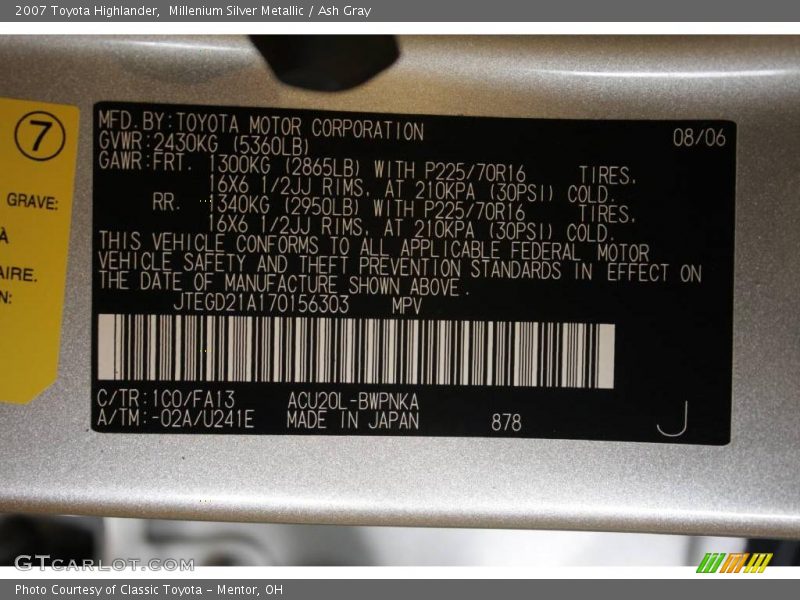 2007 Toyota Highlander,  Millenium Silver Metallic / Ash Gray
7
GRAVE:
À
AIRE.
N:
MFD.BY:TOYOTA MOTOR CORPORATION 08/06
GVWR:2430KG (5360LB)
GAWR:FRT. 1300KG (2865LB) WITH P225/70R16 TIRES,
16X6 1/2JJ RIMS, AT 210KPA (30PSI) COLD.
RR. 1340KG (2950LB) WITH P225/70R16 TIRES,
16X6 1/2JJ RIMS, AT 210KPA (30PSI) COLD.
THIS VEHICLE CONFORMS TO ALL APPLICABLE FEDERAL MOTOR
VEHICLE SAFETY AND THEFT PREVENTION STANDARDS IN EFFECT ON
THE DATE OF MANUFACTURE SHOWN ABOVE.
JTEGD21A170156303 MPV
C/TR:1C0/FA13 ACU20L-BWPNKA
A/TM:-02A/U241E MADE IN JAPAN 878 J
GTCARLOT.COM
Photo Courtesy of Classic Toyota - Mentor, OH